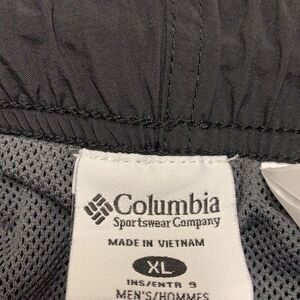 Columbia
Sportswear Company
MADE IN VIETNAM
XL
INS/ENTR 9
MEN'S/HOMMES